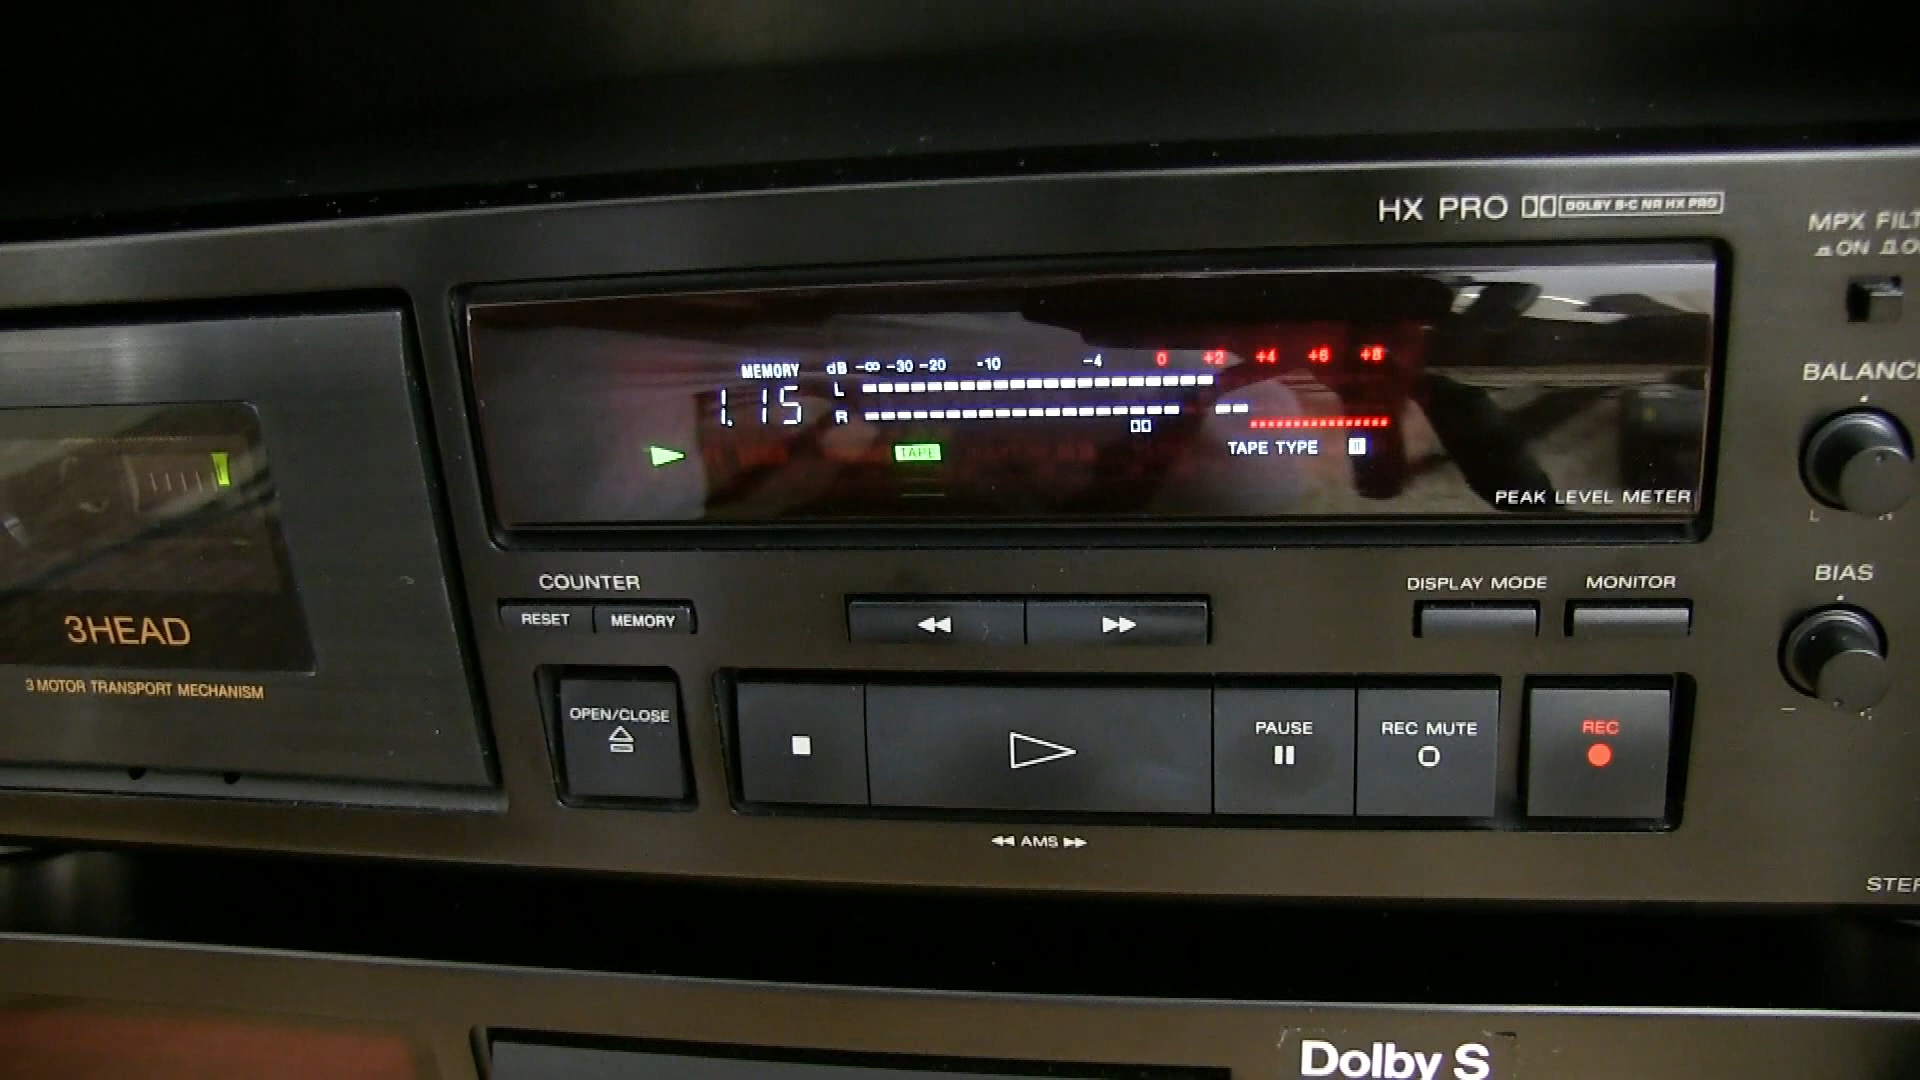 HX PRO DOLBY B-C NR HX PRO
MPX FILT
ON
MEMORY dB -∞ -30 -20 -10 -4 0 +2 +4 +6 +8
1.15
L
R
TAPE TAPE TYPE II
PEAK LEVEL METER
BALANC
L
COUNTER
RESET MEMORY
DISPLAY MODE MONITOR
BIAS
3HEAD
3 MOTOR TRANSPORT MECHANISM
OPEN/CLOSE
PAUSE
REC MUTE
REC
AMS
STER
Dolby S